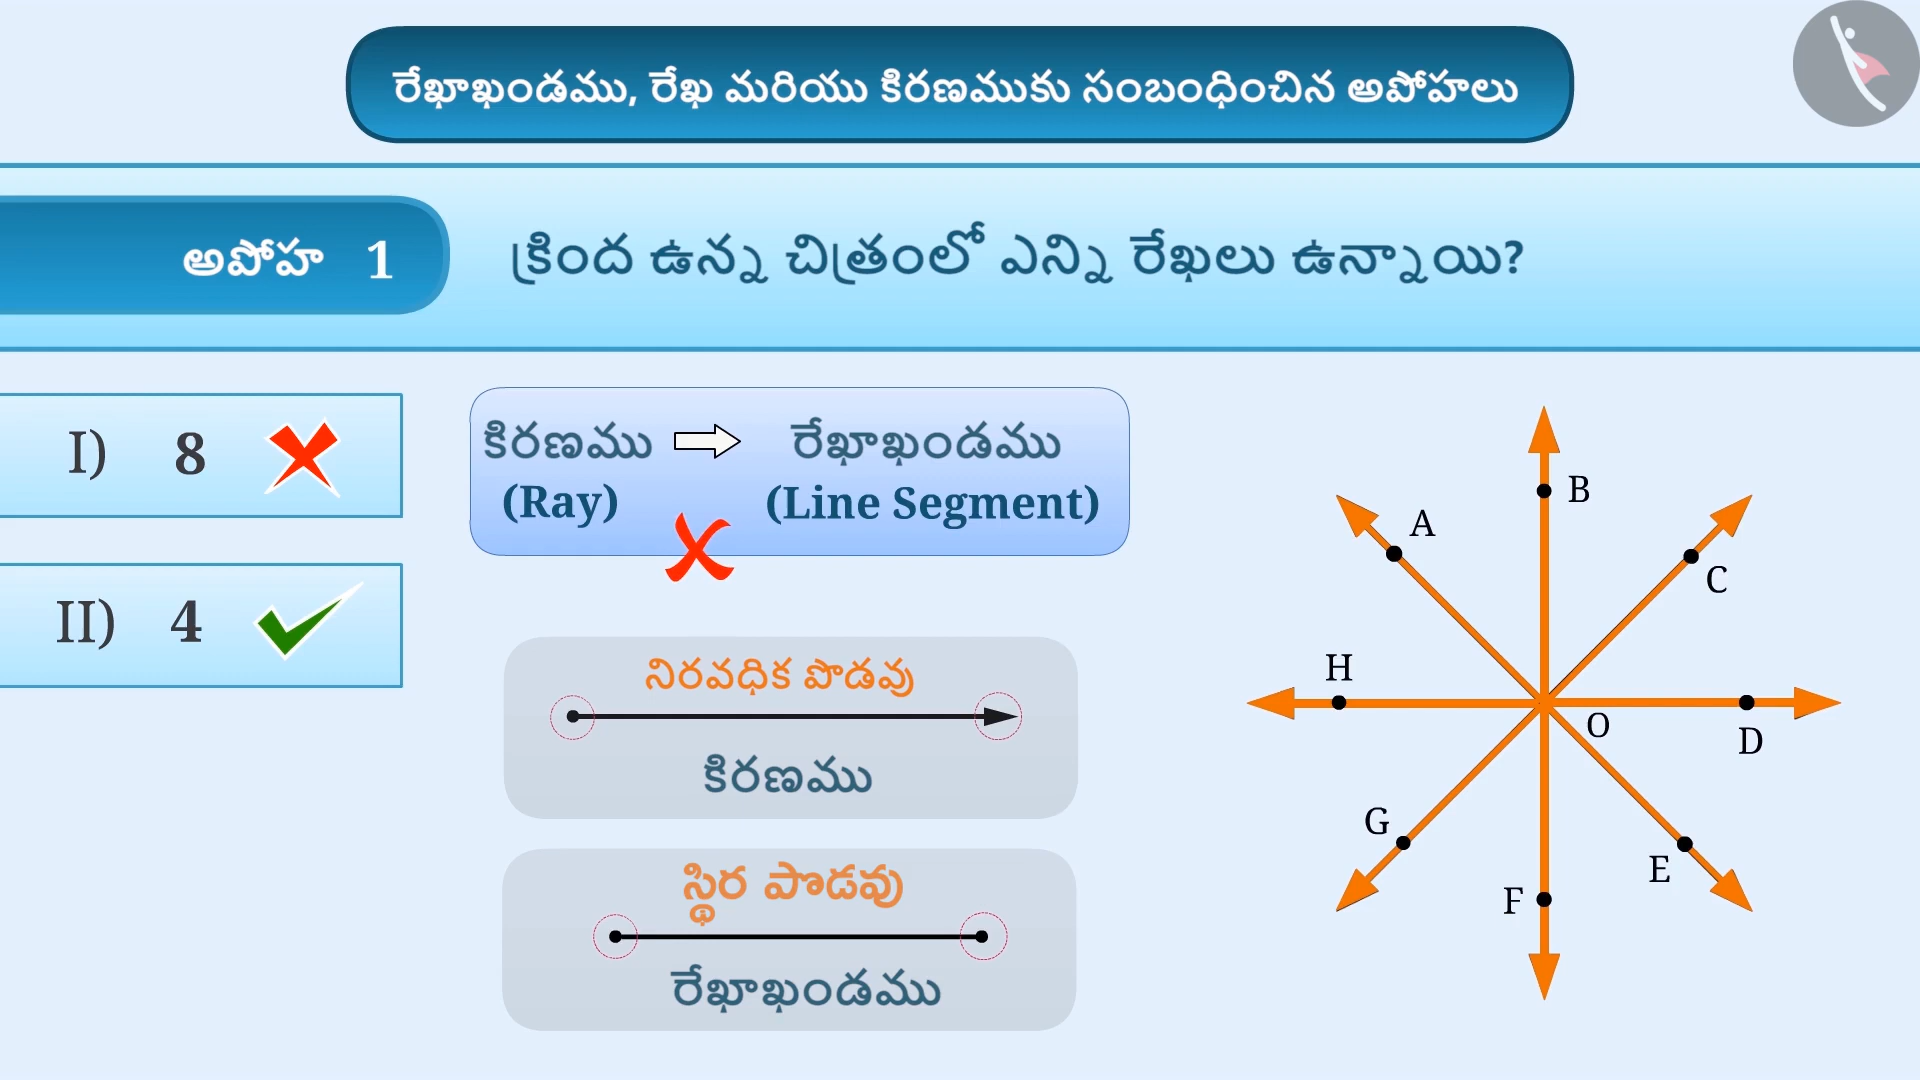 రేఖాఖండము, రేఖ మరియు కిరణముకు సంబంధించిన అపోహలు
అపోహ 1
క్రింద ఉన్న చిత్రంలో ఎన్ని రేఖలు ఉన్నాయి?
I) 8
II) 4
కిరణము రేఖాఖండము
(Ray) (Line Segment)
నిరవధిక పొడవు
కిరణము
స్థిర పొడవు
రేఖాఖండము
B
A
C
H
O
D
G
E
F